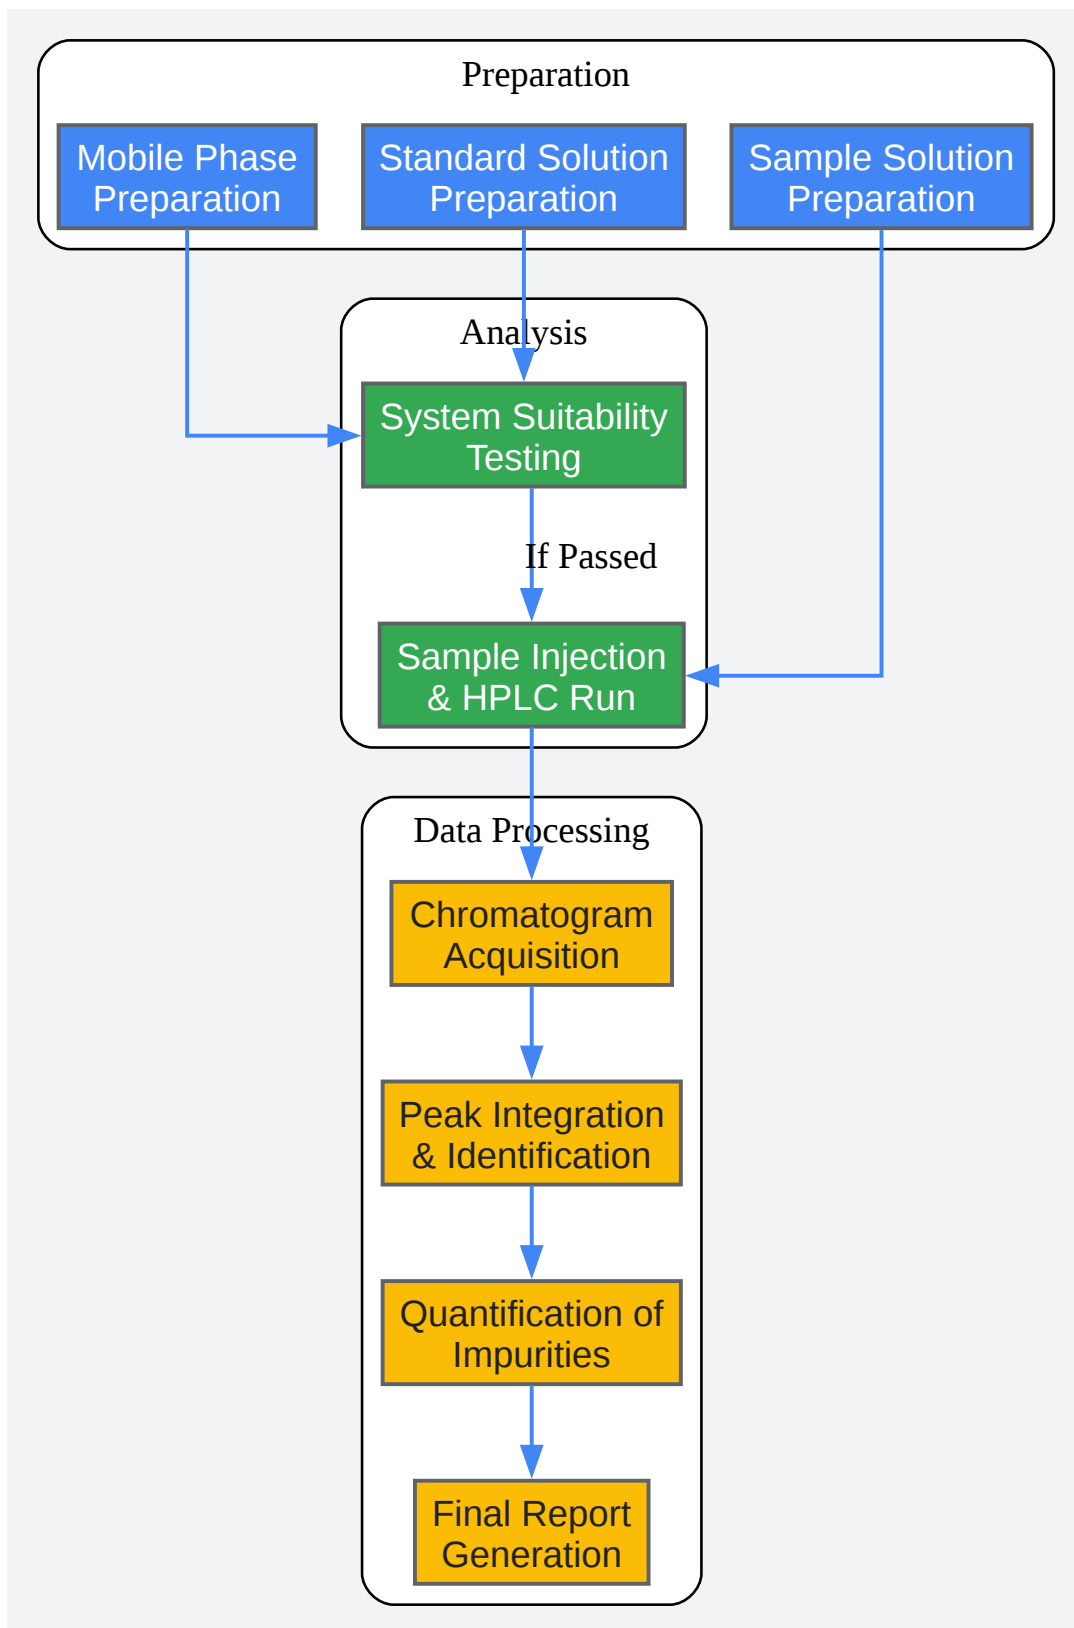 Preparation
Mobile Phase
Preparation
Standard Solution
Preparation
Sample Solution
Preparation
Analysis
System Suitability
Testing
If Passed
Sample Injection
& HPLC Run
Data Processing
Chromatogram
Acquisition
Peak Integration
& Identification
Quantification of
Impurities
Final Report
Generation